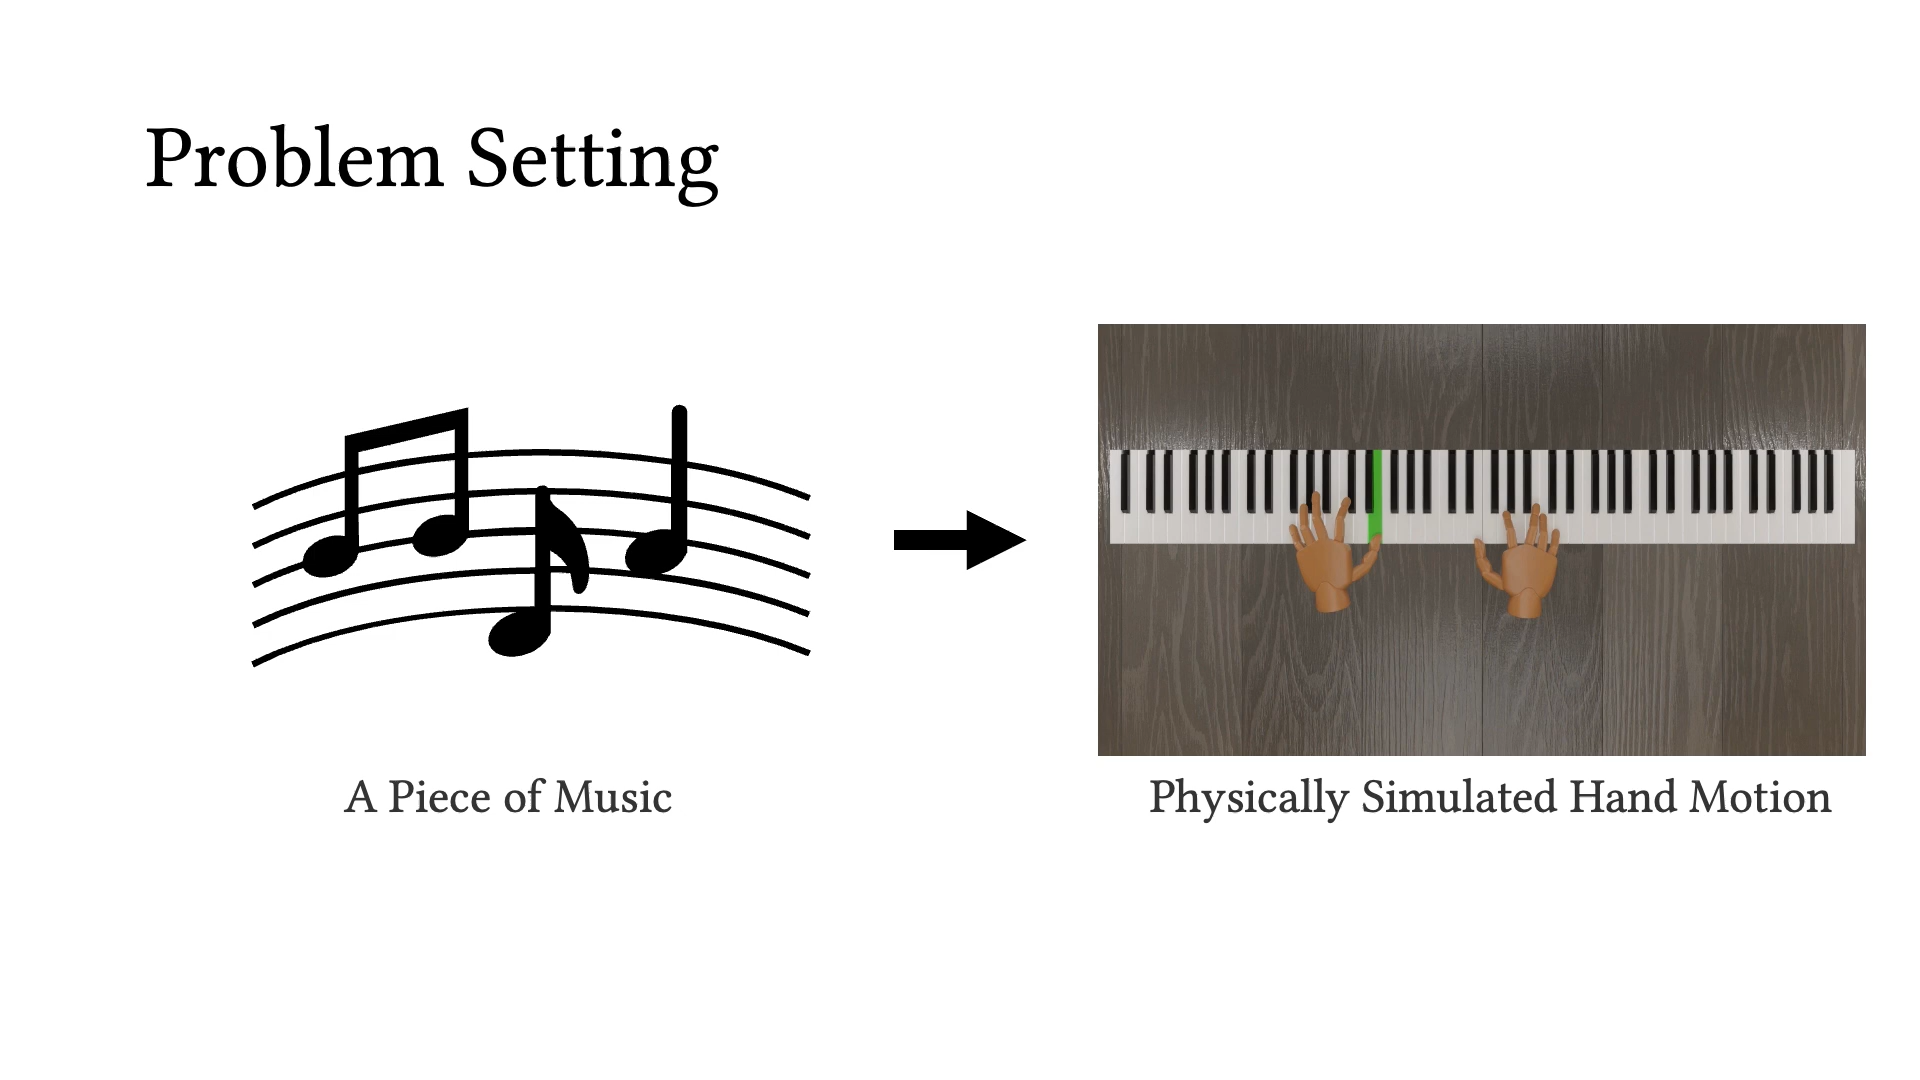 Problem Setting
A Piece of Music
Physically Simulated Hand Motion